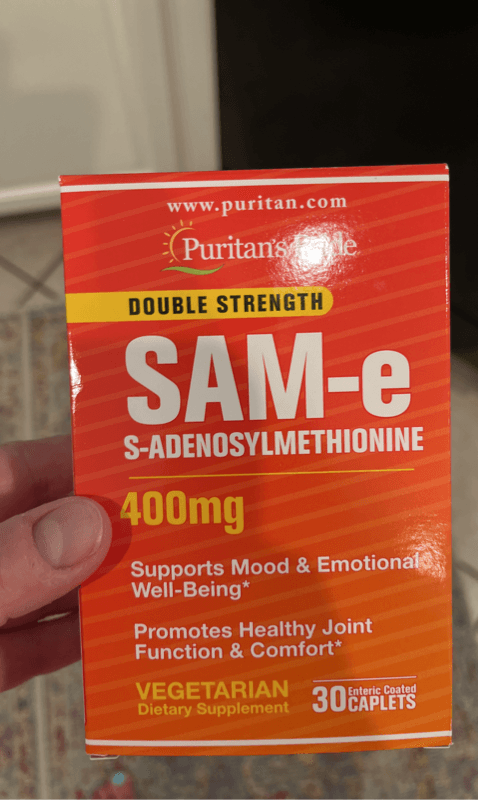 www.puritan.com
Puritan's
DOUBLE STRENGTH
SAM-e
S-ADENOSYLMETHIONINE
400mg
Supports Mood & Emotional
Well-Being*
Promotes Healthy Joint
Function & Comfort*
VEGETARIAN
Dietary Supplement
30 Enteric Coated
CAPLETS